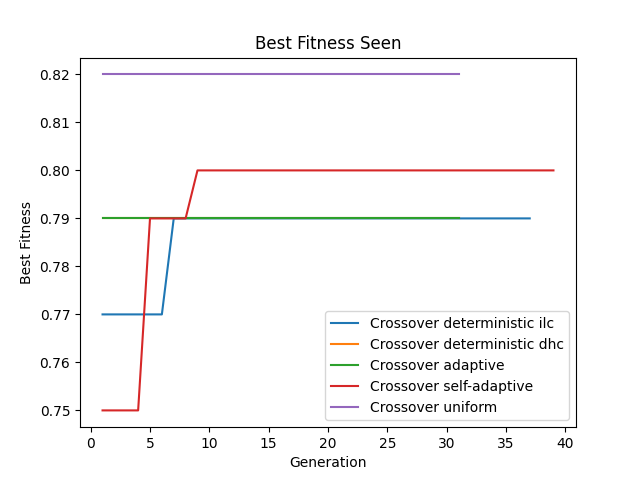 Best Fitness Seen
Best Fitness
0.82
0.81
0.80
0.79
0.78
0.77
0.76
0.75
Crossover deterministic ilc
Crossover deterministic dhc
Crossover adaptive
Crossover self-adaptive
Crossover uniform
0 5 10 15 20 25 30 35 40
Generation